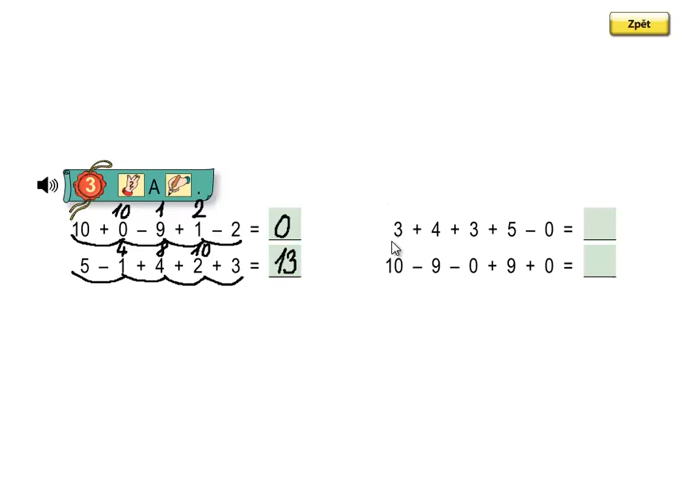 Zpět
3 A .
10 1 2
10 + 0 – 9 + 1 – 2 = 0
4 8 10
5 – 1 + 4 + 2 + 3 = 13
3 + 4 + 3 + 5 – 0 =
10 – 9 – 0 + 9 + 0 =